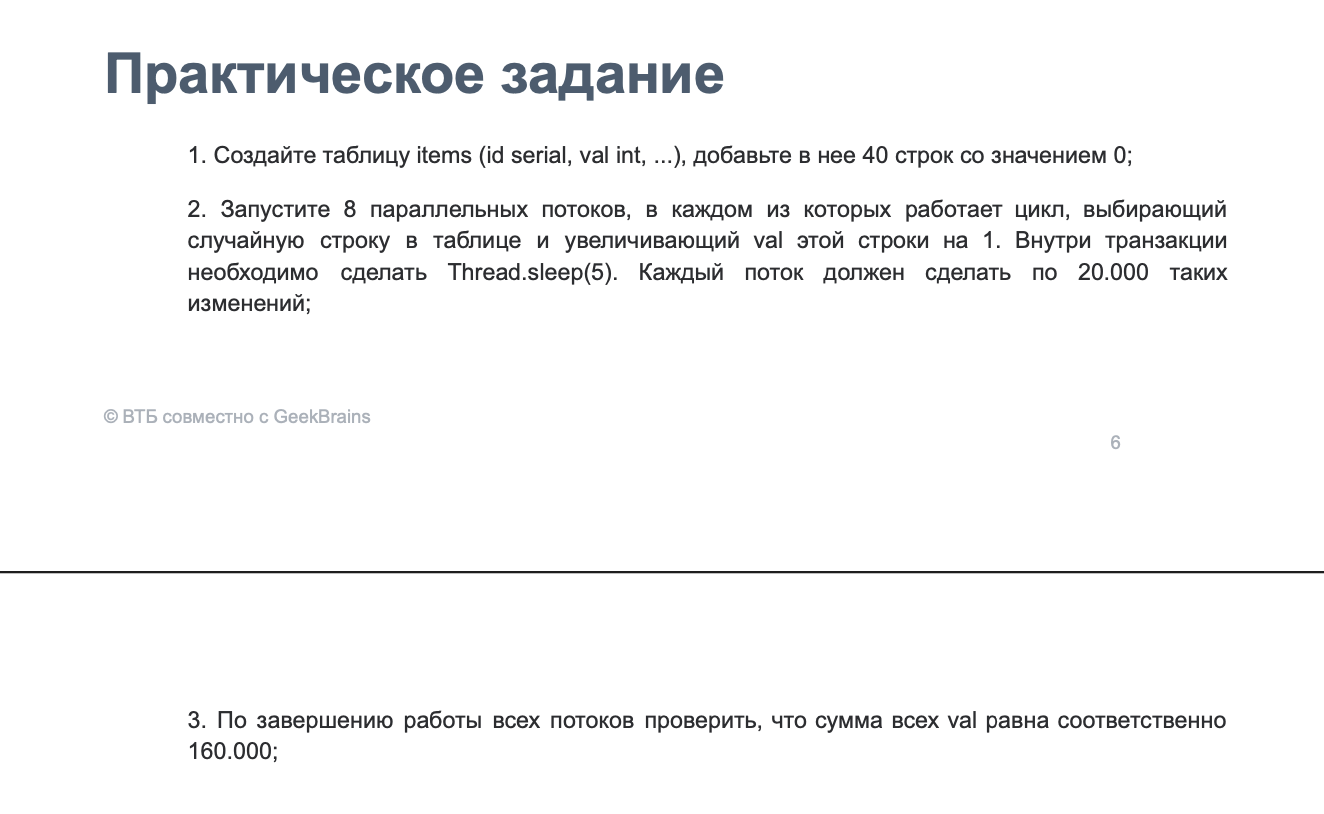 Практическое задание
1. Создайте таблицу items (id serial, val int, ...), добавьте в нее 40 строк со значением 0;
2. Запустите 8 параллельных потоков, в каждом из которых работает цикл, выбирающий
случайную строку в таблице и увеличивающий val этой строки на 1. Внутри транзакции
необходимо сделать Thread.sleep(5). Каждый поток должен сделать по 20.000 таких
изменений;
© ВТБ совместно с GeekBrains
6
3. По завершению работы всех потоков проверить, что сумма всех val равна соответственно
160.000;